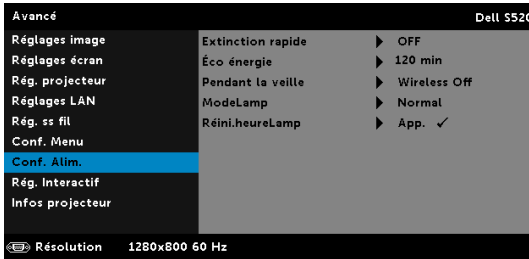 Avancé Dell S520
Réglages image
Réglages écran
Rég. projecteur
Réglages LAN
Rég. ss fil
Conf. Menu
Conf. Alim.
Rég. Interactif
Infos projecteur
Extinction rapide OFF
Éco énergie 120 min
Pendant la veille Wireless Off
ModeLamp Normal
Réini.heureLamp App. ✓
Résolution 1280x800 60 Hz